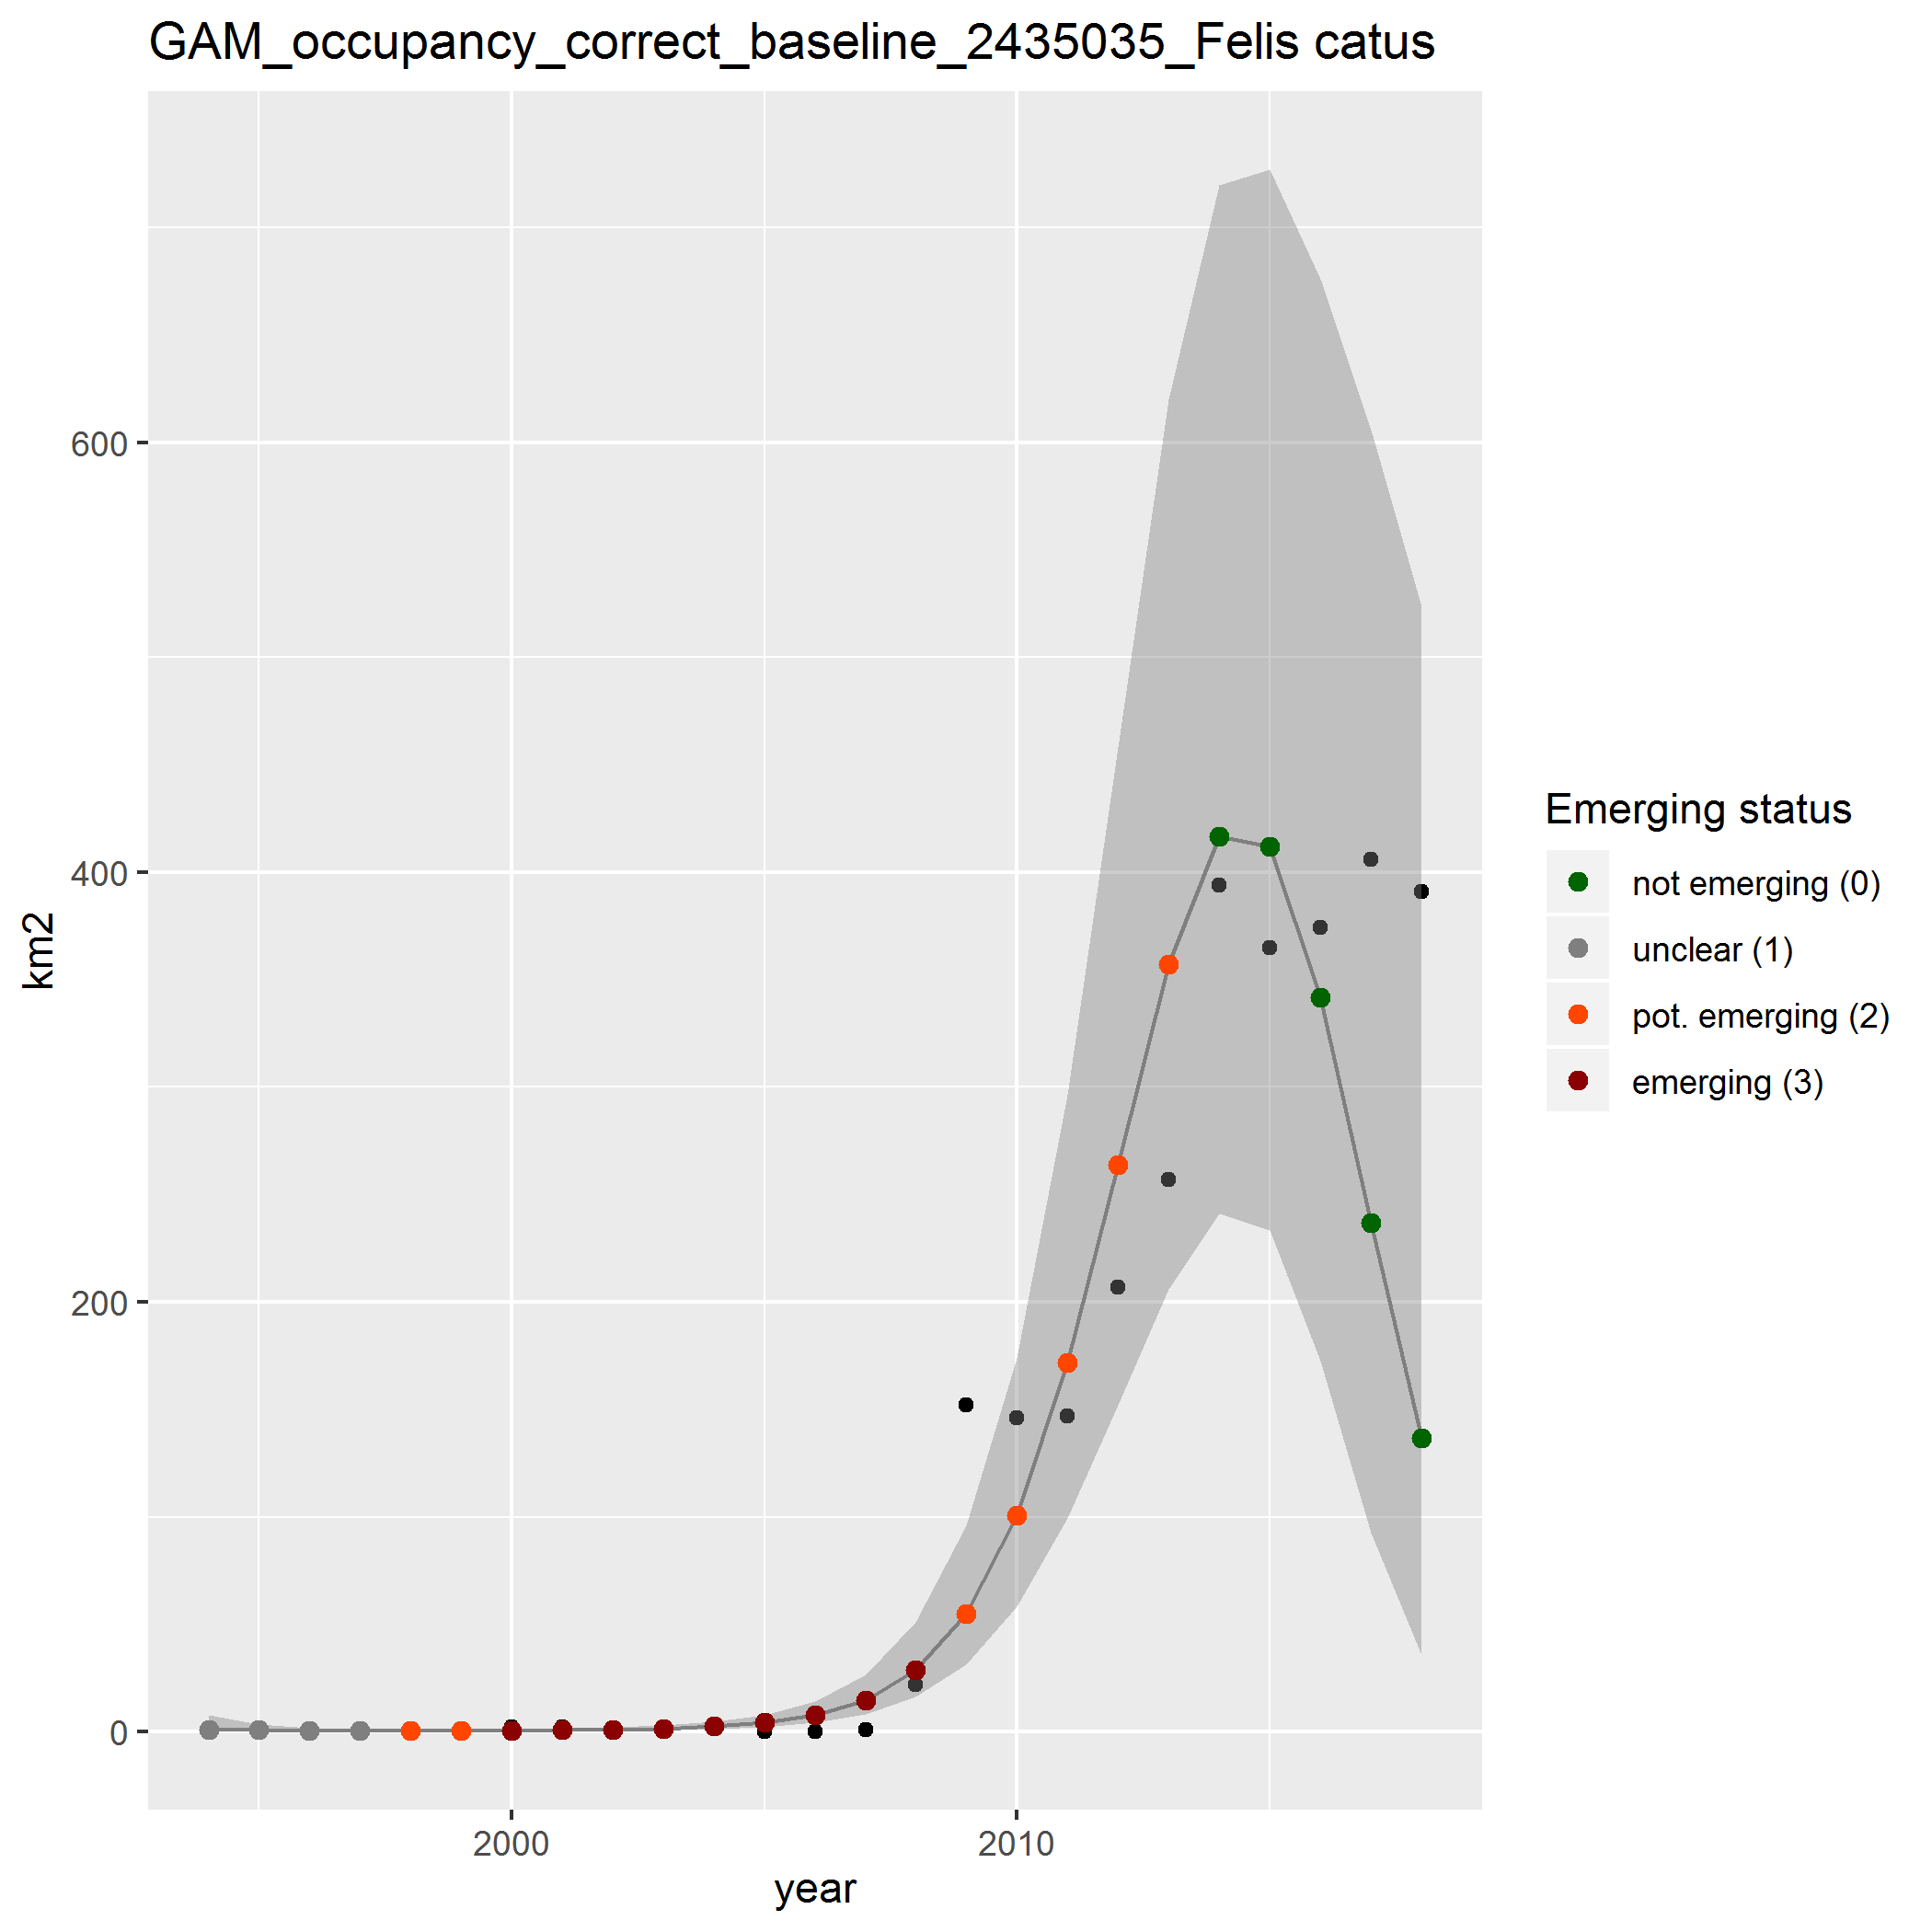 GAM_occupancy_correct_baseline_2435035_Felis catus
600
400
200
0
km2
2000
2010
year
Emerging status
not emerging (0)
unclear (1)
pot. emerging (2)
emerging (3)